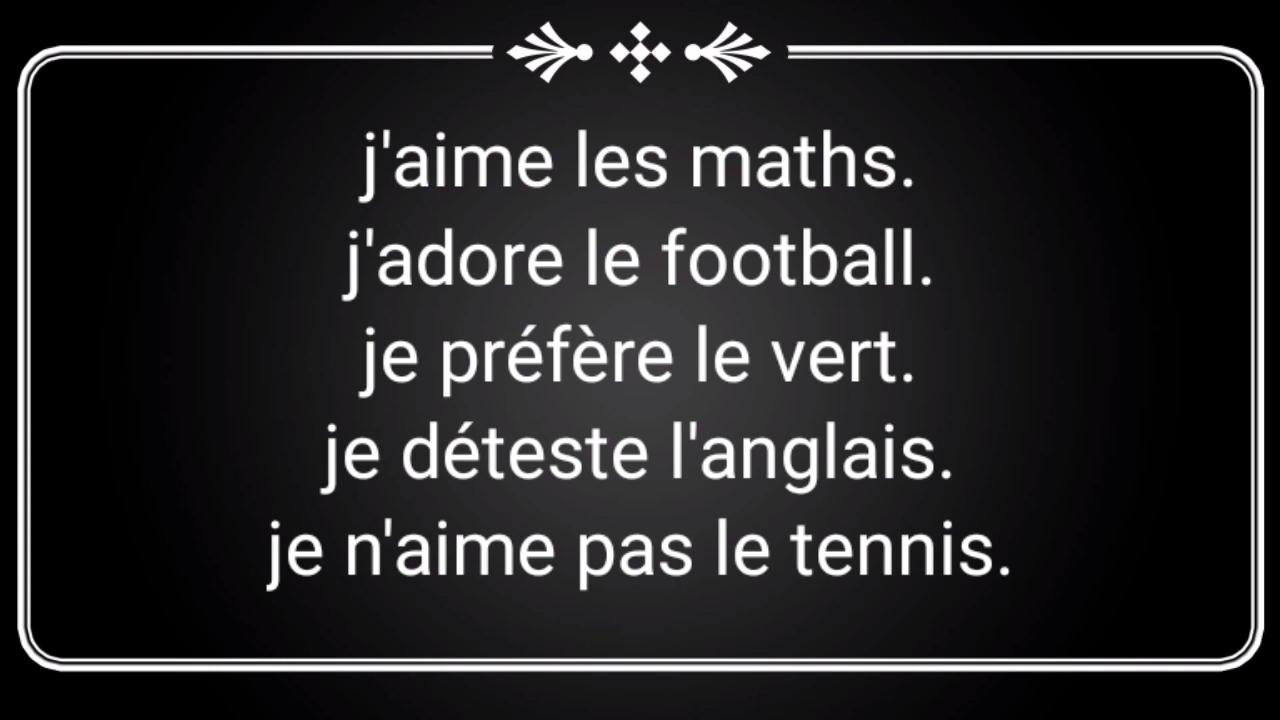 j'aime les maths.
j'adore le football.
je préfère le vert.
je déteste l'anglais.
je n'aime pas le tennis.